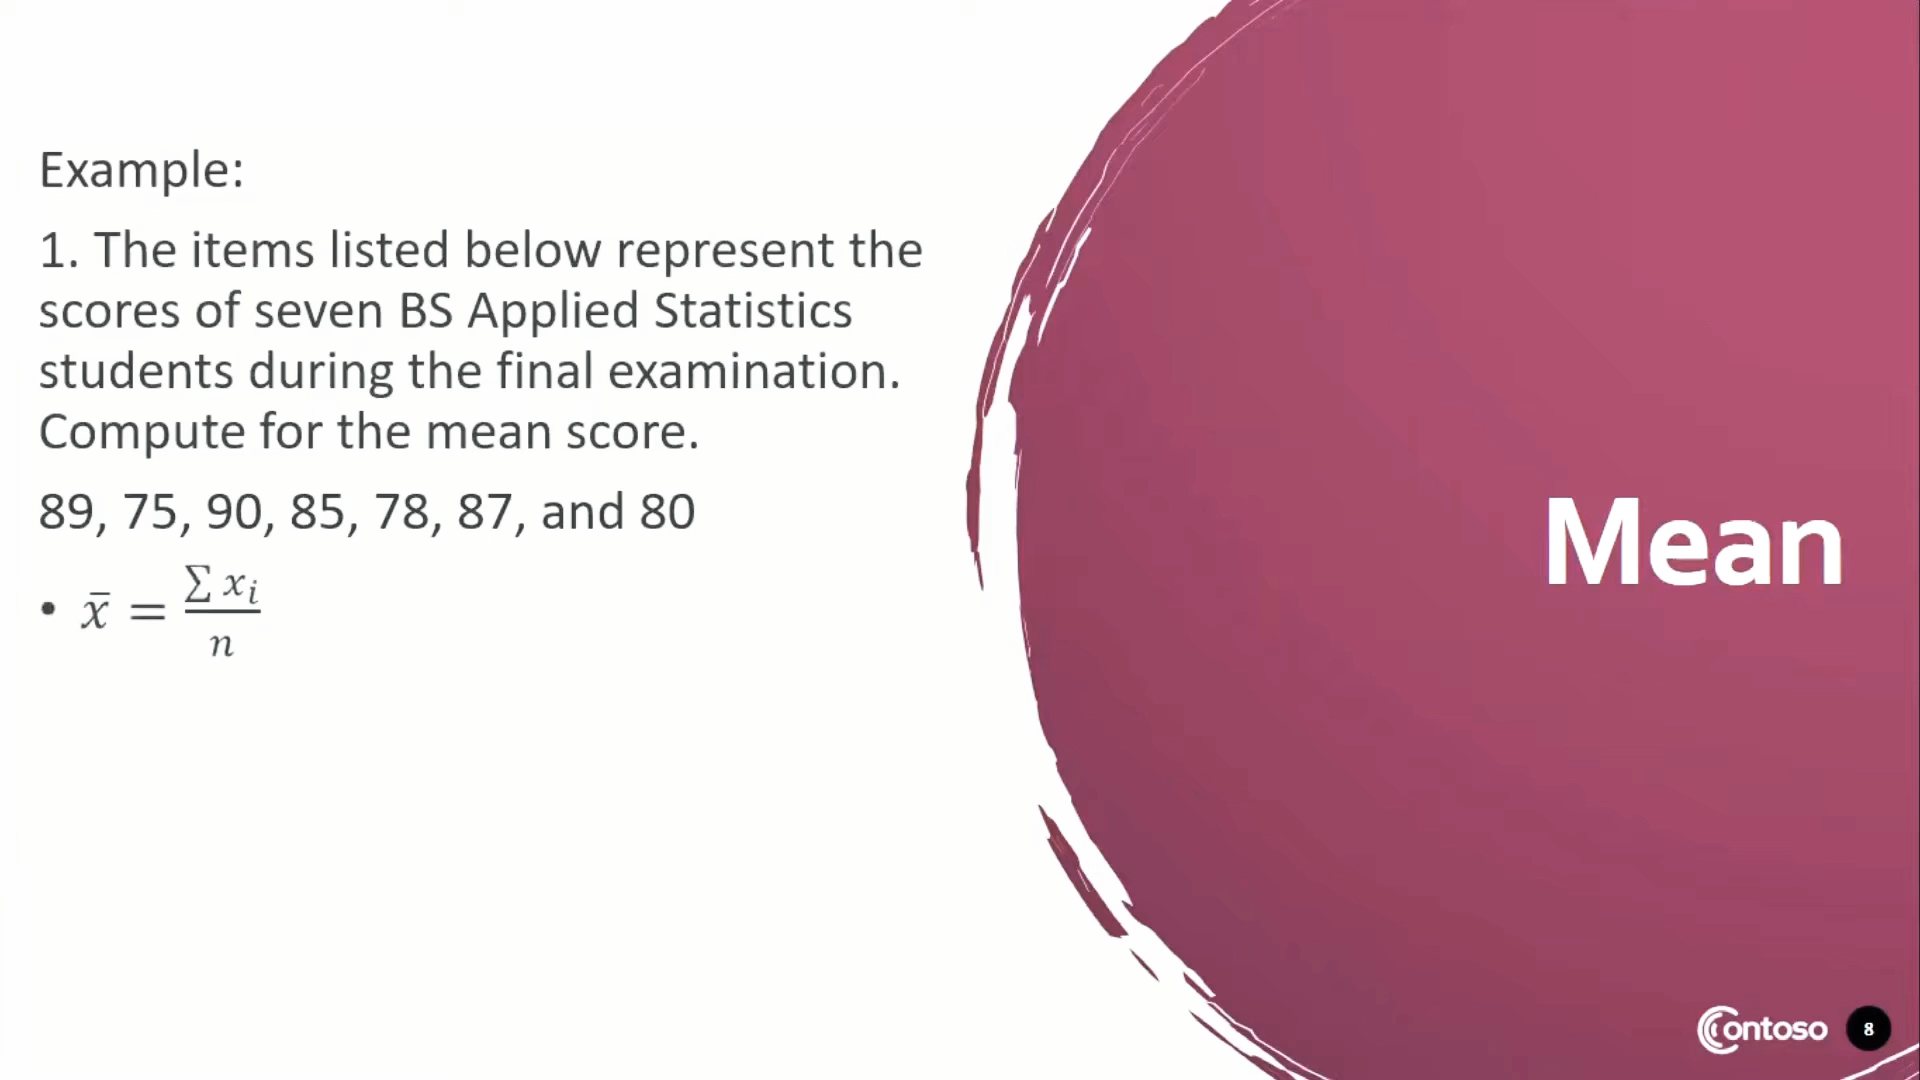 Example:
1. The items listed below represent the
scores of seven BS Applied Statistics
students during the final examination.
Compute for the mean score.
89, 75, 90, 85, 78, 87, and 80
• x̄ = ∑ xᵢ / n
Mean
Contoso
8